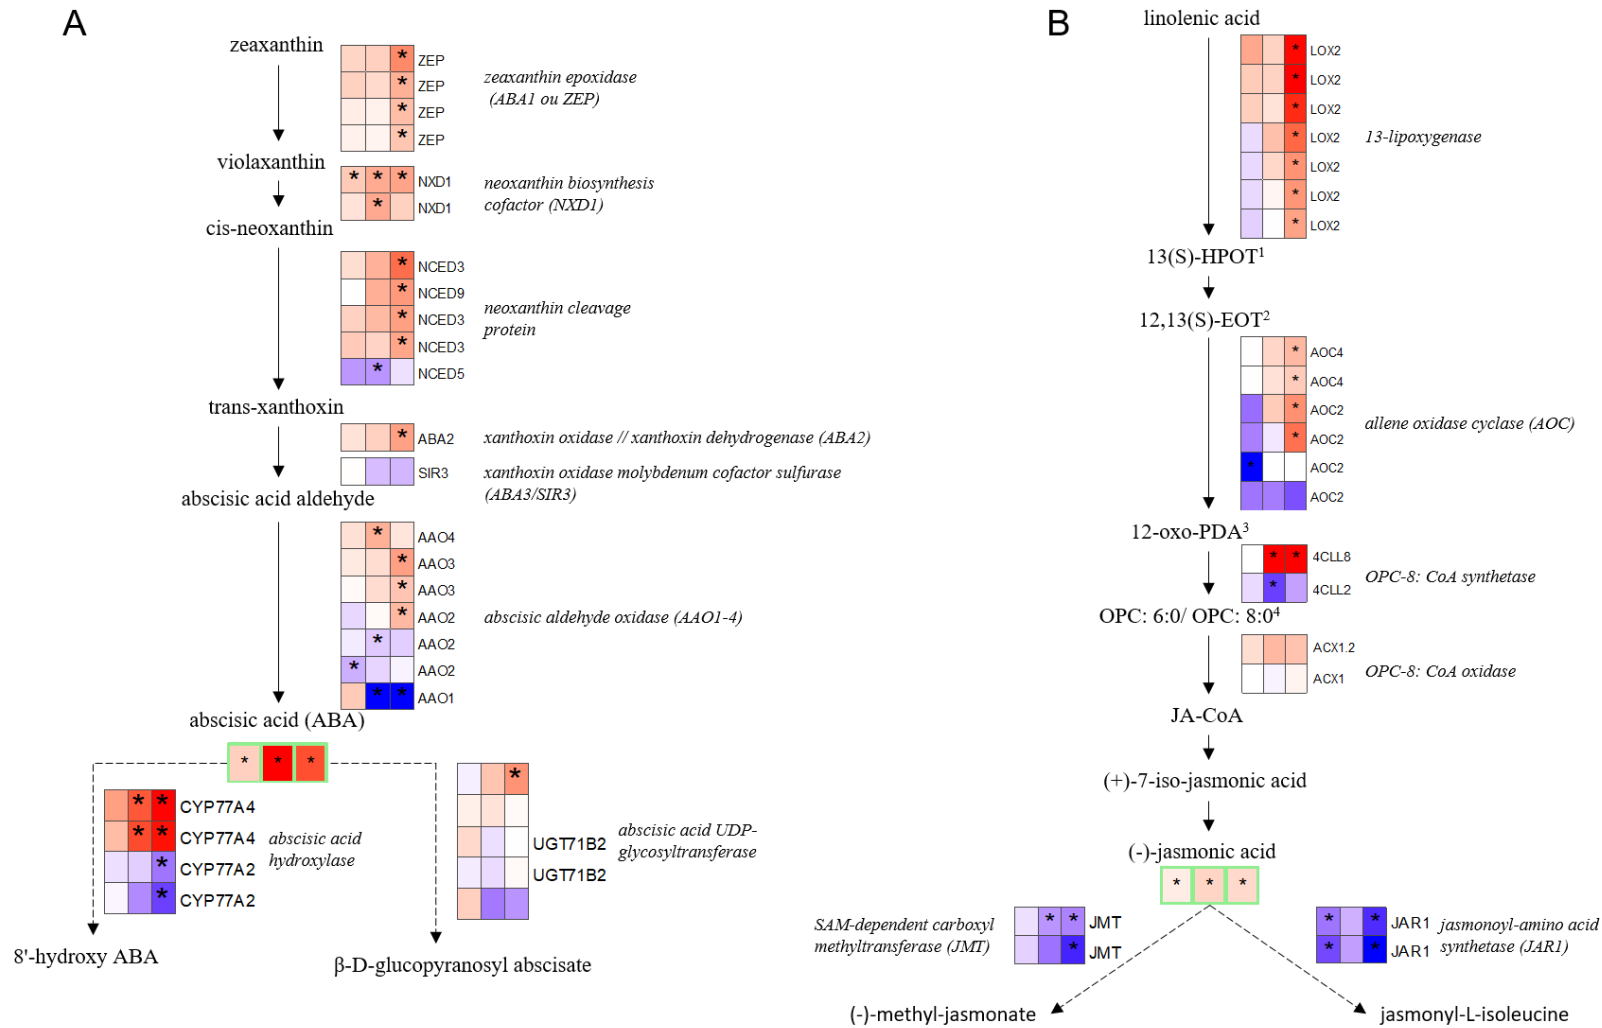 A
zeaxanthin
*
ZEP
*
ZEP
*
ZEP
*
ZEP
zeaxanthin epoxidase
(ABA1 ou ZEP)
violaxanthin
* * *
NXD1
*
NXD1
neoxanthin biosynthesis
cofactor (NXD1)
cis-neoxanthin
*
NCED3
*
NCED9
*
NCED3
*
NCED3
*
NCED5
neoxanthin cleavage
protein
trans-xanthoxin
*
ABA2
xanthoxin oxidase // xanthoxin dehydrogenase (ABA2)
SIR3
xanthoxin oxidase molybdenum cofactor sulfurase
(ABA3/SIR3)
abscisic acid aldehyde
*
AAO4
*
AAO3
*
AAO3
*
AAO2
*
AAO2
*
AAO2
* *
AAO1
abscisic aldehyde oxidase (AAO1-4)
abscisic acid (ABA)
* * *
* *
CYP77A4
* *
CYP77A4
*
CYP77A2
*
CYP77A2
abscisic acid
hydroxylase
*
UGT71B2
UGT71B2
abscisic acid UDP-
glycosyltransferase
8'-hydroxy ABA
β-D-glucopyranosyl abscisate
B
linolenic acid
*
LOX2
*
LOX2
*
LOX2
*
LOX2
*
LOX2
*
LOX2
*
LOX2
13-lipoxygenase
13(S)-HPOT1
12,13(S)-EOT2
*
AOC4
*
AOC4
*
AOC2
*
AOC2
*
AOC2
AOC2
allene oxidase cyclase (AOC)
12-oxo-PDA3
* *
4CLL8
*
4CLL2
OPC-8: CoA synthetase
OPC: 6:0/ OPC: 8:04
ACX1.2
ACX1
OPC-8: CoA oxidase
JA-CoA
(+)-7-iso-jasmonic acid
(-)-jasmonic acid
* * *
SAM-dependent carboxyl
methyltransferase (JMT)
* *
JMT
*
JMT
* *
JAR1
* *
JAR1
jasmonoyl-amino acid
synthetase (JAR1)
(-)-methyl-jasmonate
jasmonyl-L-isoleucine